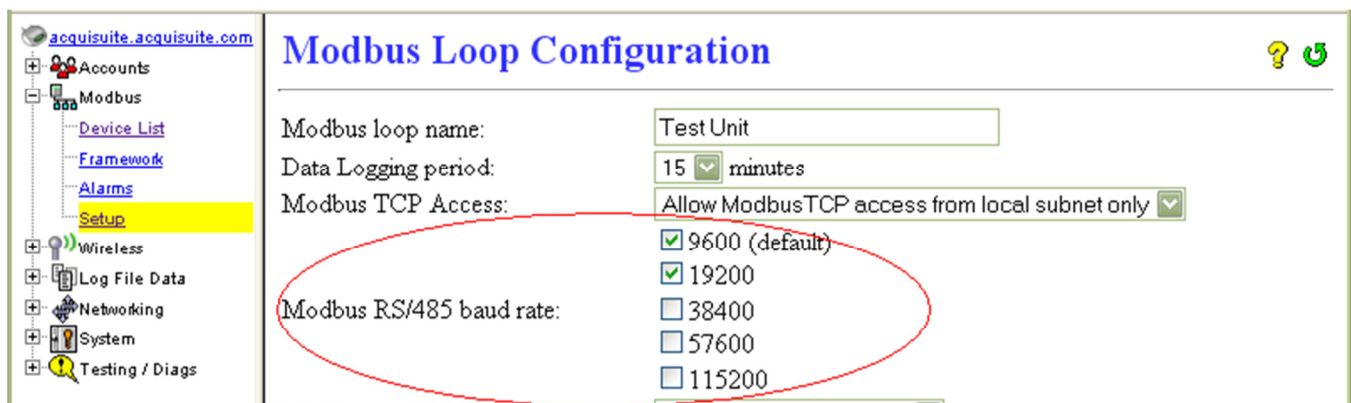 acquisuite.acquisuite.com
Accounts
Modbus
Device List
Framework
Alarms
Setup
Wireless
Log File Data
Networking
System
Testing / Diags
Modbus Loop Configuration
Modbus loop name: Test Unit
Data Logging period: 15 minutes
Modbus TCP Access: Allow ModbusTCP access from local subnet only
Modbus RS/485 baud rate:
9600 (default)
19200
38400
57600
115200